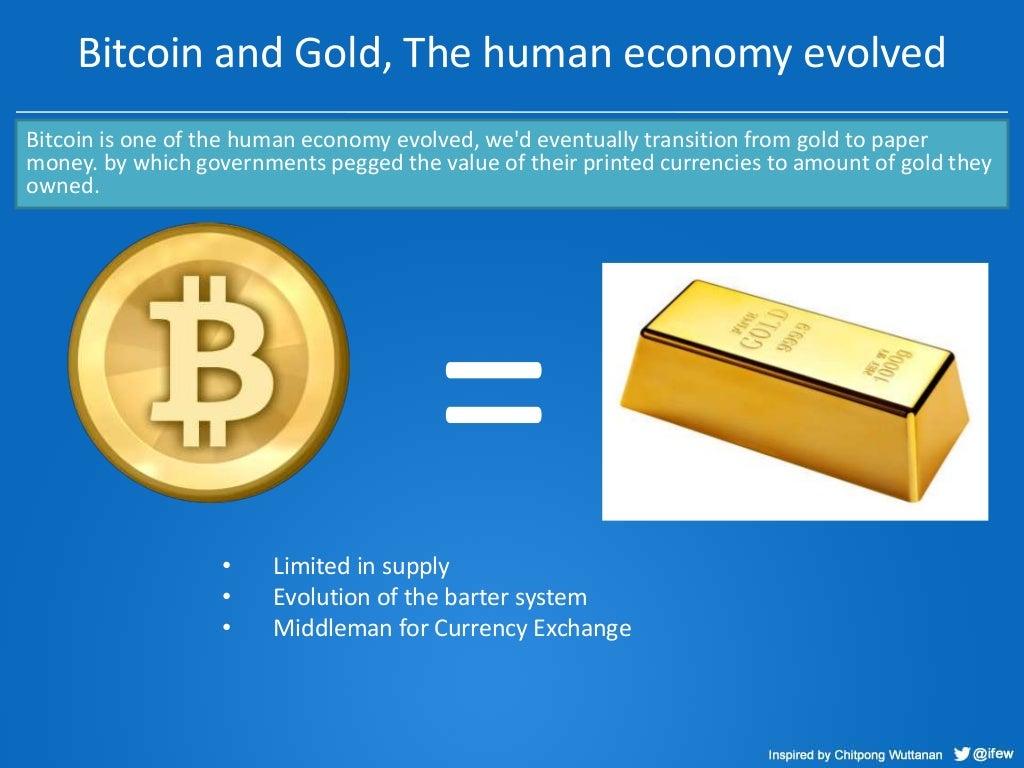 Bitcoin and Gold, The human economy evolved
Bitcoin is one of the human economy evolved, we'd eventually transition from gold to paper
money. by which governments pegged the value of their printed currencies to amount of gold they
owned.
B
=
FINE
GOLD
999.9
NET WT
1000g
• Limited in supply
• Evolution of the barter system
• Middleman for Currency Exchange
Inspired by Chitpong Wuttanan @ifew